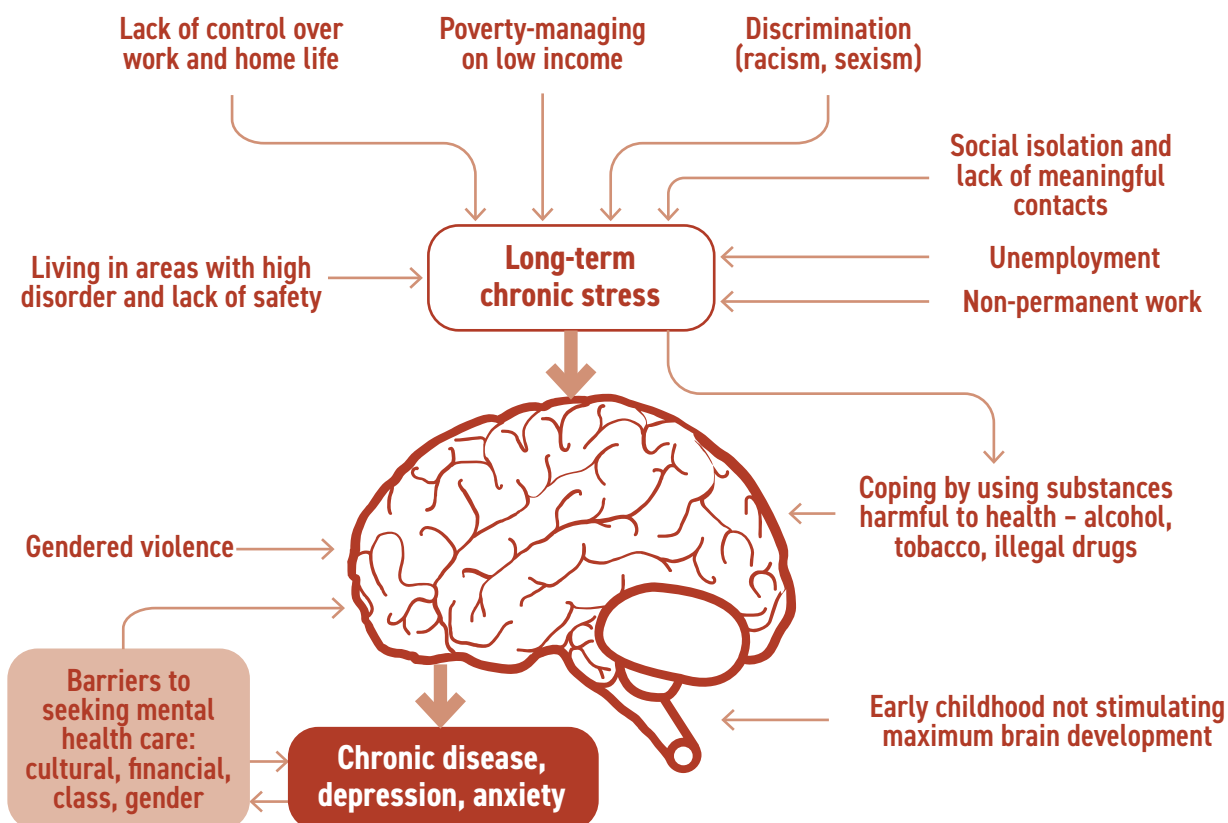 Lack of control over
work and home life
Poverty-managing
on low income
Discrimination
(racism, sexism)
Social isolation and
lack of meaningful
contacts
Long-term
chronic stress
Living in areas with high
disorder and lack of safety
Unemployment
Non-permanent work
Coping by using substances
harmful to health – alcohol,
tobacco, illegal drugs
Gendered violence
Barriers to
seeking mental
health care:
cultural, financial,
class, gender
Early childhood not stimulating
maximum brain development
Chronic disease,
depression, anxiety